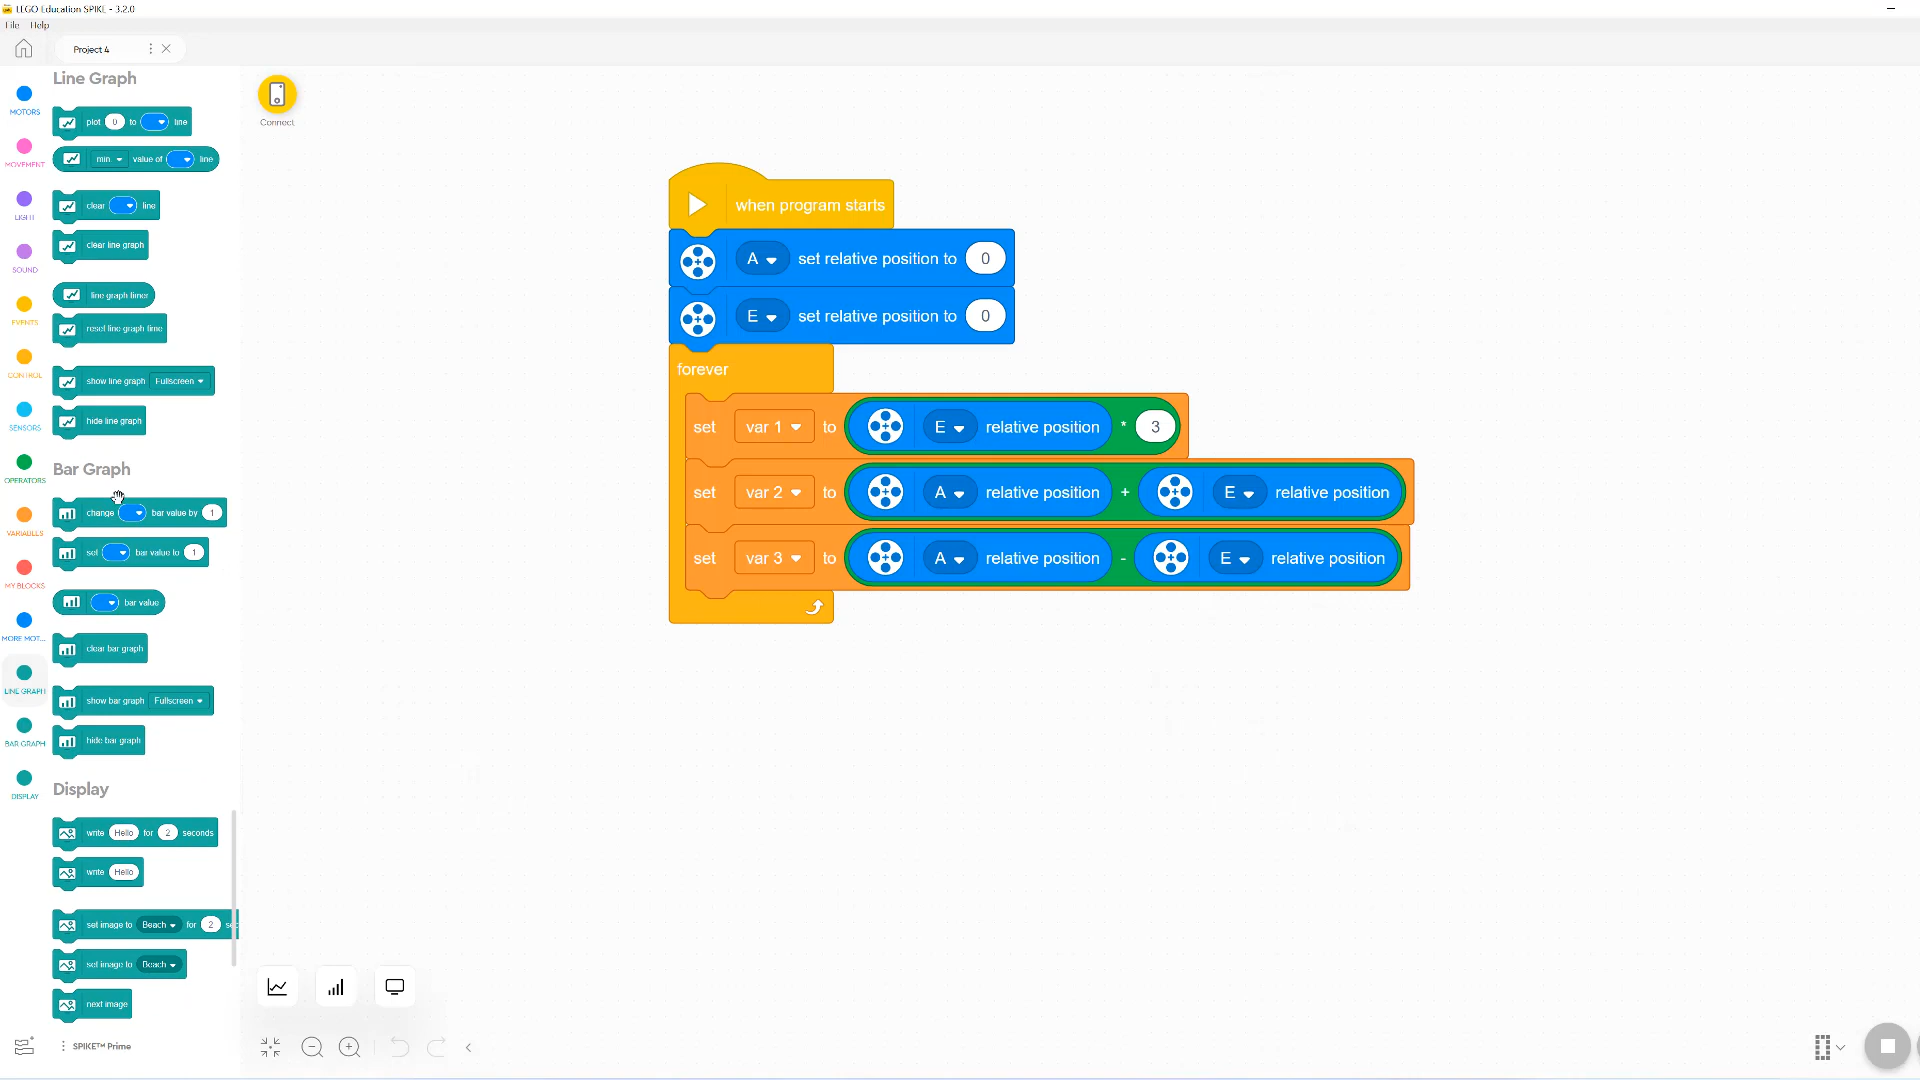 LEGO Education SPIKE - 3.2.0
File Help
Project 4
Line Graph
plot 0 to line
min value of line
clear line
clear line graph
line graph timer
reset line graph time
show line graph Fullscreen
hide line graph
Bar Graph
change bar value by 1
set bar value to 1
bar value
clear bar graph
show bar graph Fullscreen
hide bar graph
Display
write Hello for 2 seconds
write Hello
set image to Beach for 2 sec
set image to Beach
next image
MOTORS
MOVEMENT
LIGHT
SOUND
EVENTS
CONTROL
SENSORS
OPERATORS
VARIABLES
MY BLOCKS
MORE MOT...
LINE GRAPH
BAR GRAPH
DISPLAY
SPIKE™ Prime
Connect
when program starts
A set relative position to 0
E set relative position to 0
forever
set var 1 to E relative position * 3
set var 2 to A relative position + E relative position
set var 3 to A relative position - E relative position